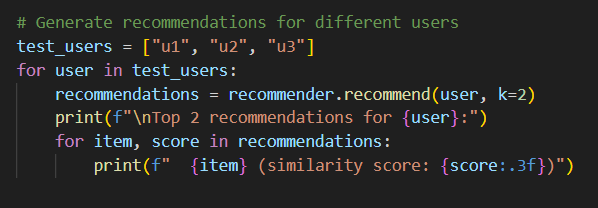 # Generate recommendations for different users
test_users = ["u1", "u2", "u3"]
for user in test_users:
    recommendations = recommender.recommend(user, k=2)
    print(f"\nTop 2 recommendations for {user}:")
    for item, score in recommendations:
        print(f"  {item} (similarity score: {score:.3f})")